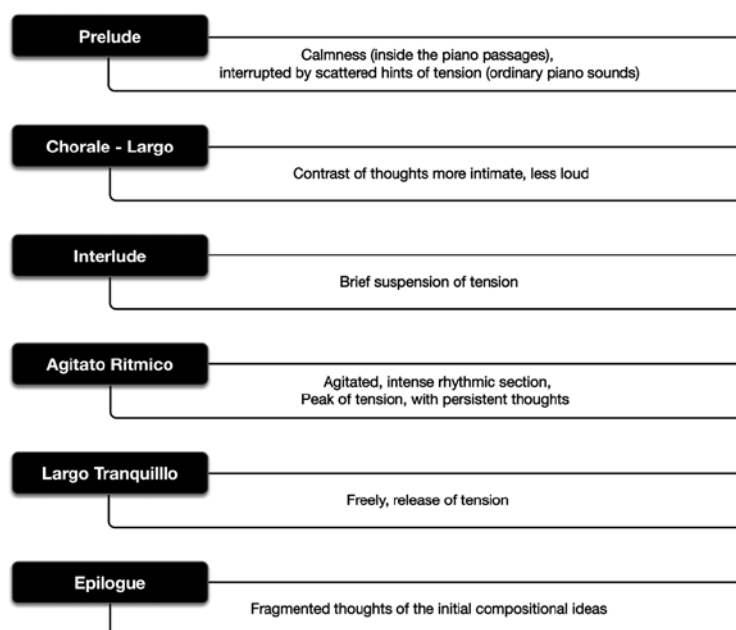 Prelude
Calmness (inside the piano passages),
interrupted by scattered hints of tension (ordinary piano sounds)
Chorale - Largo
Contrast of thoughts more intimate, less loud
Interlude
Brief suspension of tension
Agitato Ritmico
Agitated, intense rhythmic section,
Peak of tension, with persistent thoughts
Largo Tranquilllo
Freely, release of tension
Epilogue
Fragmented thoughts of the initial compositional ideas